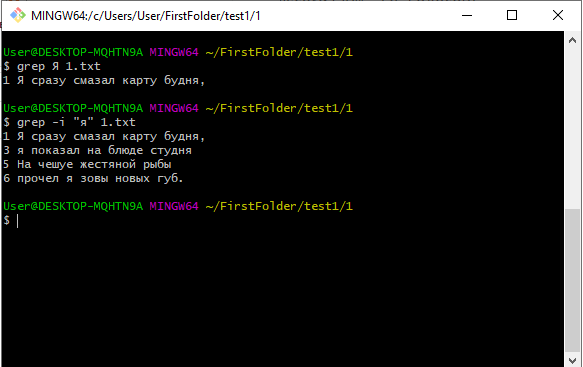 MINGW64:/c/Users/User/FirstFolder/test1/1
User@DESKTOP-MQHTN9A MINGW64 ~/FirstFolder/test1/1
$ grep Я 1.txt
1 Я сразу смазал карту будня,
User@DESKTOP-MQHTN9A MINGW64 ~/FirstFolder/test1/1
$ grep -i "я" 1.txt
1 Я сразу смазал карту будня,
3 я показал на блюде студня
5 На чешуе жестяной рыбы
6 прочел я зовы новых губ.
User@DESKTOP-MQHTN9A MINGW64 ~/FirstFolder/test1/1
$